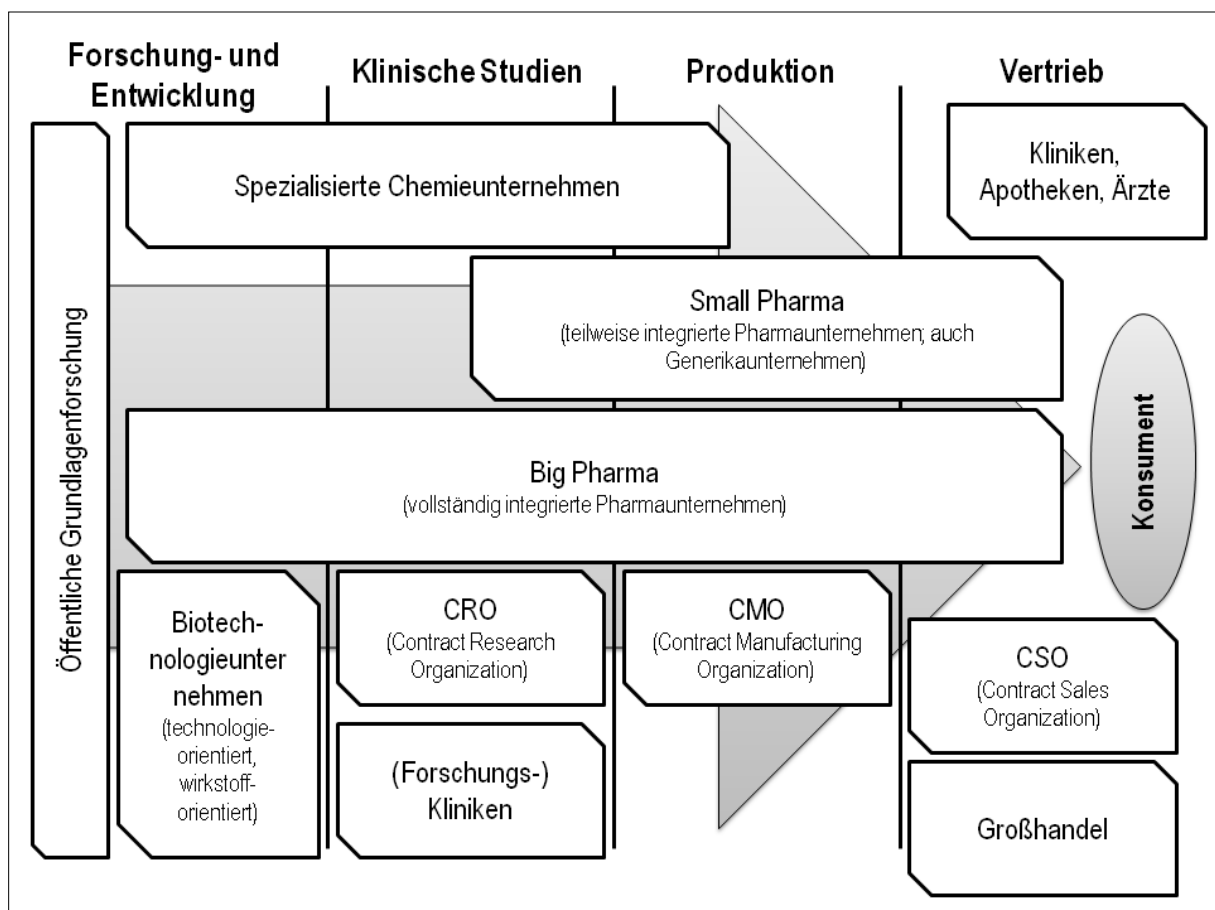 Forschung- und
Entwicklung
Klinische Studien
Produktion
Vertrieb
Öffentliche Grundlagenforschung
Spezialisierte Chemieunternehmen
Kliniken,
Apotheken, Ärzte
Small Pharma
(teilweise integrierte Pharmaunternehmen; auch
Generikaunternehmen)
Big Pharma
(vollständig integrierte Pharmaunternehmen)
Konsument
Biotech-
nologieunter
nehmen
(technologie-
orientiert,
wirkstoff-
orientiert)
CRO
(Contract Research
Organization)
(Forschungs-)
Kliniken
CMO
(Contract Manufacturing
Organization)
CSO
(Contract Sales
Organization)
Großhandel